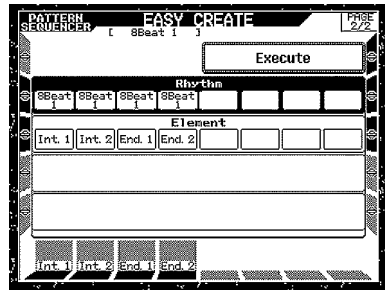 PATTERN SEQUENCER EASY CREATE PAGE 2/2
[ 8Beat 1 ]
Execute
Rhythm
8Beat 1 8Beat 1 8Beat 1 8Beat 1
Element
Int. 1 Int. 2 End. 1 End. 2
Int. 1 Int. 2 End. 1 End. 2